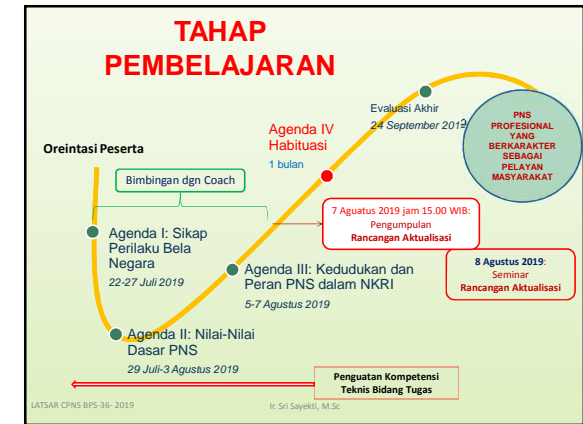 TAHAP
PEMBELAJARAN
Oreintasi Peserta
Bimbingan dgn Coach
Agenda I: Sikap
Perilaku Bela
Negara
22-27 Juli 2019
Agenda II: Nilai-Nilai
Dasar PNS
29 Juli-3 Agustus 2019
Agenda III: Kedudukan dan
Peran PNS dalam NKRI
5-7 Agustus 2019
Agenda IV
Habituasi
1 bulan
Evaluasi Akhir
24 September 2019
PNS
PROFESIONAL
YANG
BERKARAKTER
SEBAGAI
PELAYAN
MASYARAKAT
7 Aguatus 2019 jam 15.00 WIB:
Pengumpulan
Rancangan Aktualisasi
8 Agustus 2019:
Seminar
Rancangan Aktualisasi
Penguatan Kompetensi
Teknis Bidang Tugas
LATSAR CPNS BPS-36- 2019
Ir. Sri Sayekti, M.Sc